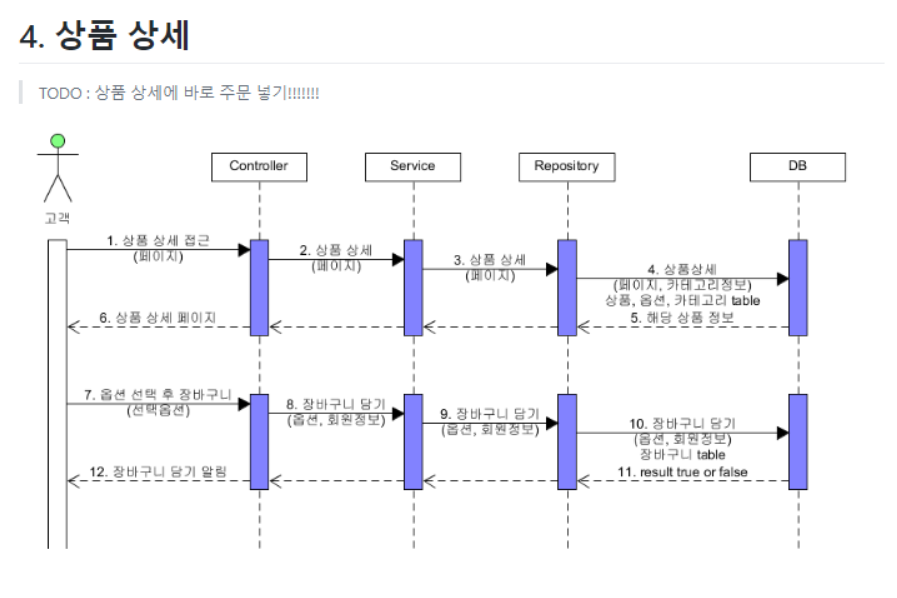 4. 상품 상세
TODO : 상품 상세에 바로 주문 넣기!!!!!!!
고객
Controller
Service
Repository
DB
1. 상품 상세 접근
(페이지)
2. 상품 상세
(페이지)
3. 상품 상세
(페이지)
4. 상품상세
(페이지, 카테고리정보)
상품, 옵션, 카테고리 table
5. 해당 상품 정보
6. 상품 상세 페이지
7. 옵션 선택 후 장바구니
(선택옵션)
8. 장바구니 담기
(옵션, 회원정보)
9. 장바구니 담기
(옵션, 회원정보)
10. 장바구니 담기
(옵션, 회원정보)
장바구니 table
11. result true or false
12. 장바구니 담기 알림